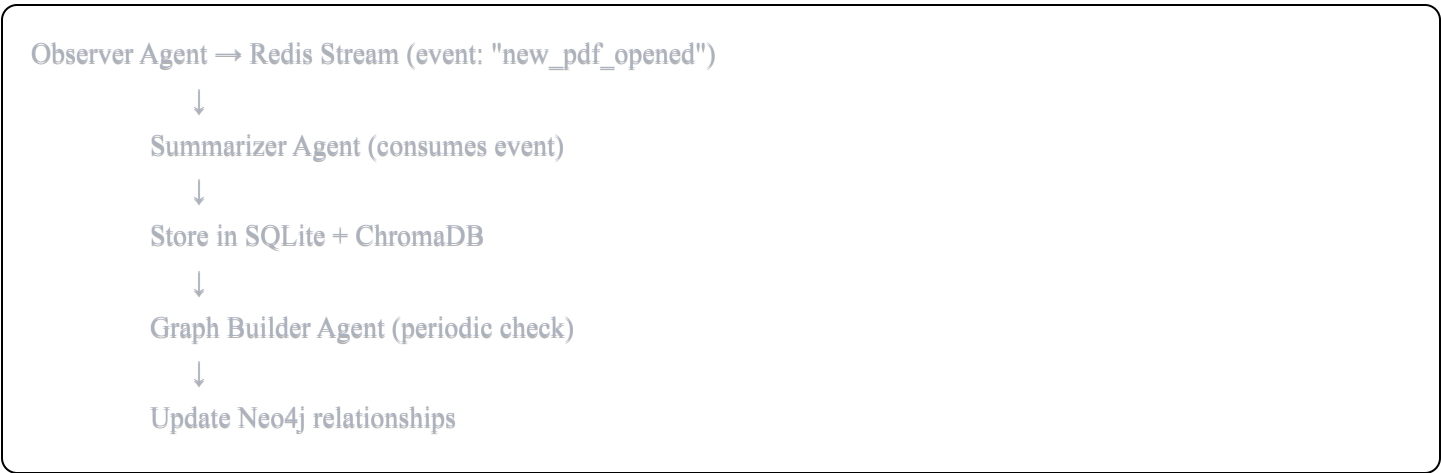 Observer Agent → Redis Stream (event: "new_pdf_opened")
↓
Summarizer Agent (consumes event)
↓
Store in SQLite + ChromaDB
↓
Graph Builder Agent (periodic check)
↓
Update Neo4j relationships